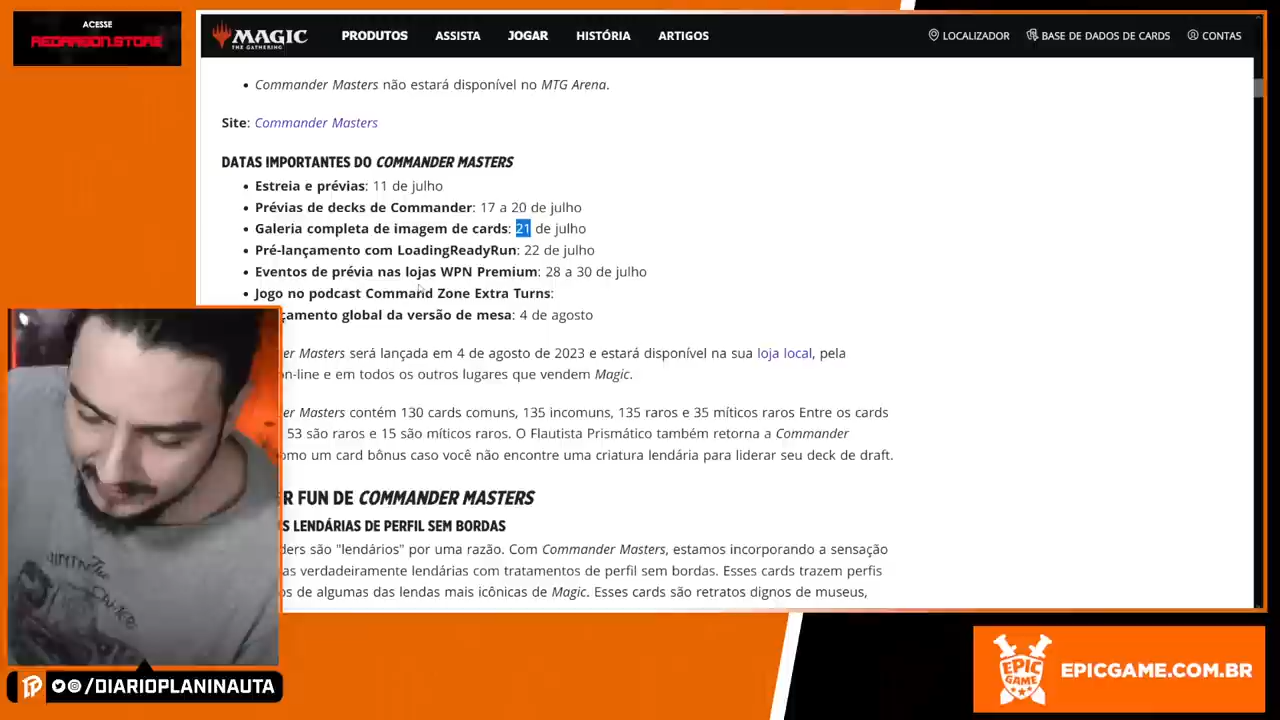 ACESSE
REDRAGON.STORE
MAGIC
THE GATHERING
PRODUTOS
ASSISTA
JOGAR
HISTÓRIA
ARTIGOS
LOCALIZADOR
BASE DE DADOS DE CARDS
CONTAS
• Commander Masters não estará disponível no MTG Arena.
Site: Commander Masters
DATAS IMPORTANTES DO COMMANDER MASTERS
• Estreia e prévias: 11 de julho
• Prévias de decks de Commander: 17 a 20 de julho
• Galeria completa de imagem de cards: 21 de julho
• Pré-lançamento com LoadingReadyRun: 22 de julho
• Eventos de prévia nas lojas WPN Premium: 28 a 30 de julho
• Jogo no podcast Command Zone Extra Turns:
çamento global da versão de mesa: 4 de agosto
er Masters será lançada em 4 de agosto de 2023 e estará disponível na sua loja local, pela
on-line e em todos os outros lugares que vendem Magic.
er Masters contém 130 cards comuns, 135 incomuns, 135 raros e 35 míticos raros Entre os cards
53 são raros e 15 são míticos raros. O Flautista Prismático também retorna a Commander
omo um card bônus caso você não encontre uma criatura lendária para liderar seu deck de draft.
R FUN DE COMMANDER MASTERS
S LENDÁRIAS DE PERFIL SEM BORDAS
ders são "lendários" por uma razão. Com Commander Masters, estamos incorporando a sensação
as verdadeiramente lendárias com tratamentos de perfil sem bordas. Esses cards trazem perfis
os de algumas das lendas mais icônicas de Magic. Esses cards são retratos dignos de museus,
/DIARIOPLANINAUTA
EPIC
GAME
EPICGAME.COM.BR